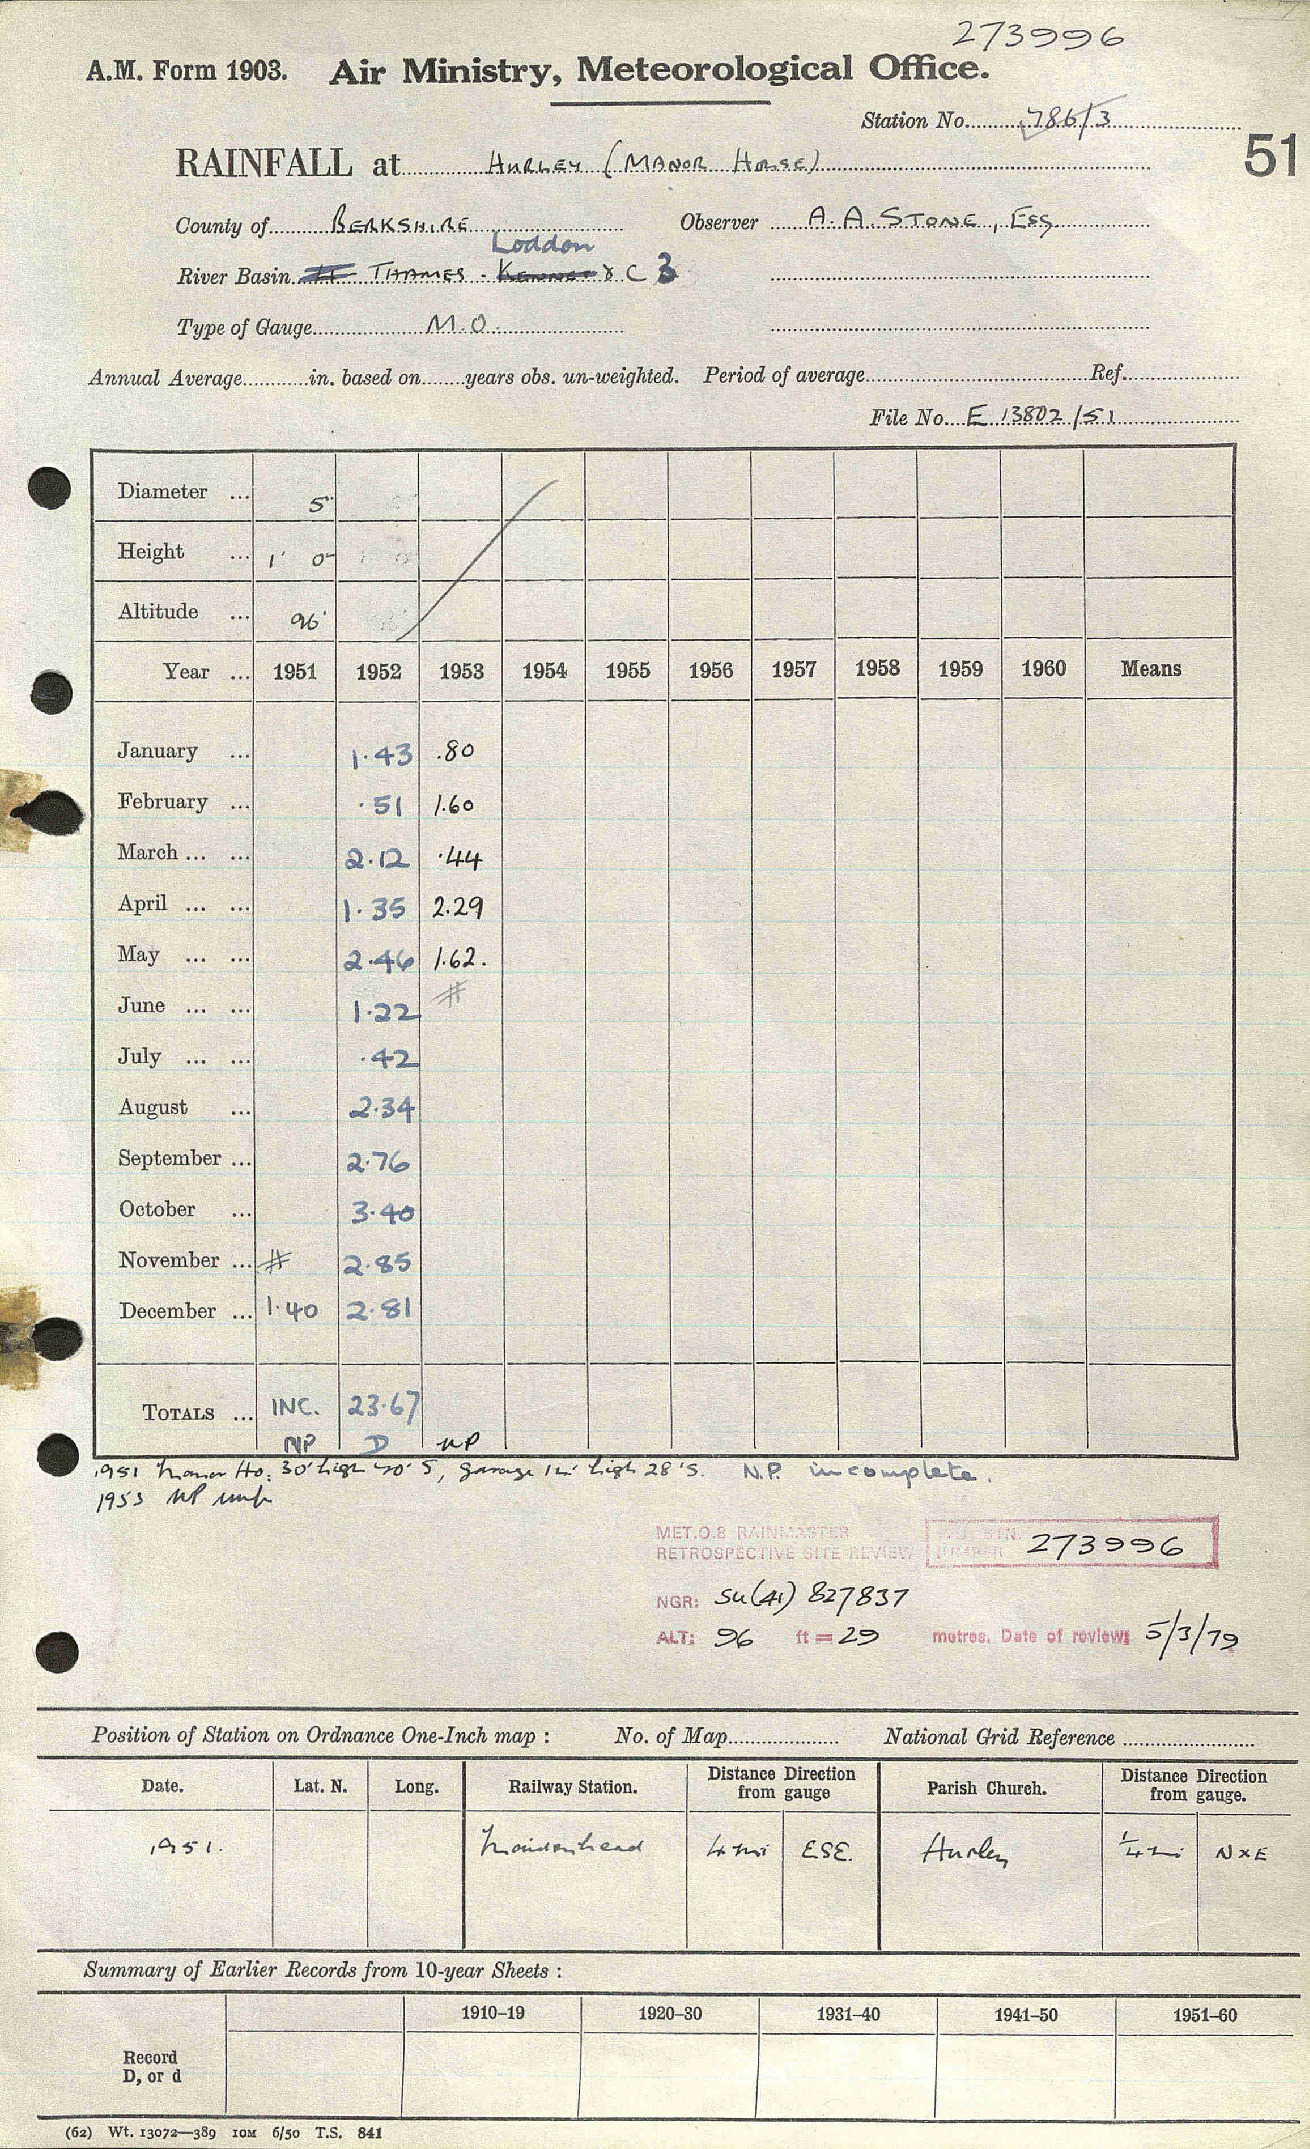 273996
A.M. Form 1903. Air Ministry, Meteorological Office.
Station No. 786/3
51
RAINFALL at HURLEY (MANOR HOUSE)
County of BERKSHIRE Observer A. A. STONE, ESQ
Loddon
River Basin THAMES - KENNET & C 3
Type of Gauge M.O.
Annual Average in. based on years obs. un-weighted. Period of average Ref.
File No. E 13802/51
Diameter ... 5"
Height ... 1' 0"
Altitude ... 96'
Year ... 1951 1952 1953 1954 1955 1956 1957 1958 1959 1960 Means
January ... 1.43 .80
February ... .51 1.60
March ... ... 2.12 .44
April ... ... 1.35 2.29
May ... ... 2.46 1.62.
June ... ... 1.22 #
July ... ... .42
August ... 2.34
September ... 2.76
October ... 3.40
November ... # 2.85
December ... 1.40 2.81
TOTALS ... INC. 23.67
NP D NP
1951 Manor Ho. 30' high 40' S, garage 12' high 28' S. N.P. incomplete.
1953 NP
MET.O.8 RAINMASTER
RETROSPECTIVE SITE REVIEW STN. NUMBER 273996
NGR: SU(41) 827837
ALT: 96 ft = 29 metres. Date of review: 5/3/79
Position of Station on Ordnance One-Inch map : No. of Map National Grid Reference
Date. Lat. N. Long. Railway Station. Distance Direction from gauge Parish Church. Distance Direction from gauge.
1951. Maidenhead 4 mi ESE. Hurley 1/4 mi N x E
Summary of Earlier Records from 10-year Sheets :
1910–19 1920–30 1931–40 1941–50 1951–60
Record
D, or d
(62) Wt. 13072—389 10M 6/50 T.S. 841